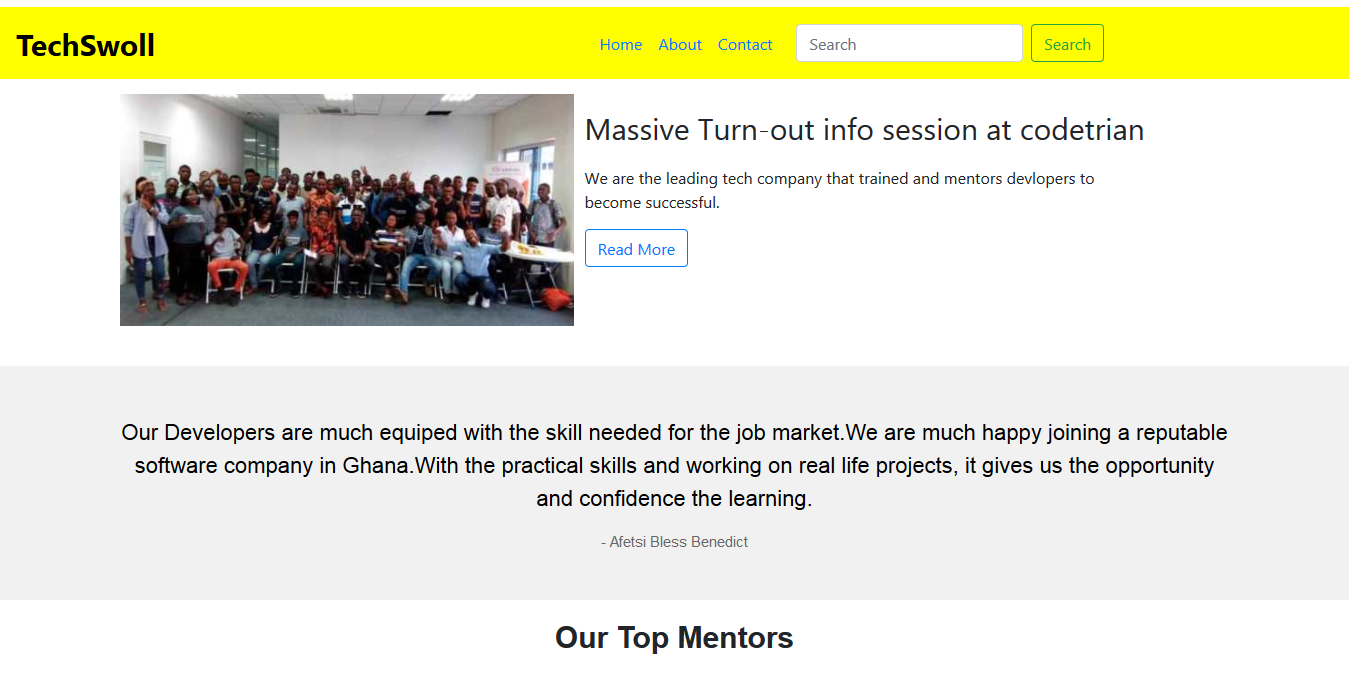 TechSwoll
Home About Contact Search Search
Massive Turn-out info session at codetrian
We are the leading tech company that trained and mentors devlopers to
become successful.
Read More
Our Developers are much equiped with the skill needed for the job market.We are much happy joining a reputable
software company in Ghana.With the practical skills and working on real life projects, it gives us the opportunity
and confidence the learning.
- Afetsi Bless Benedict
Our Top Mentors